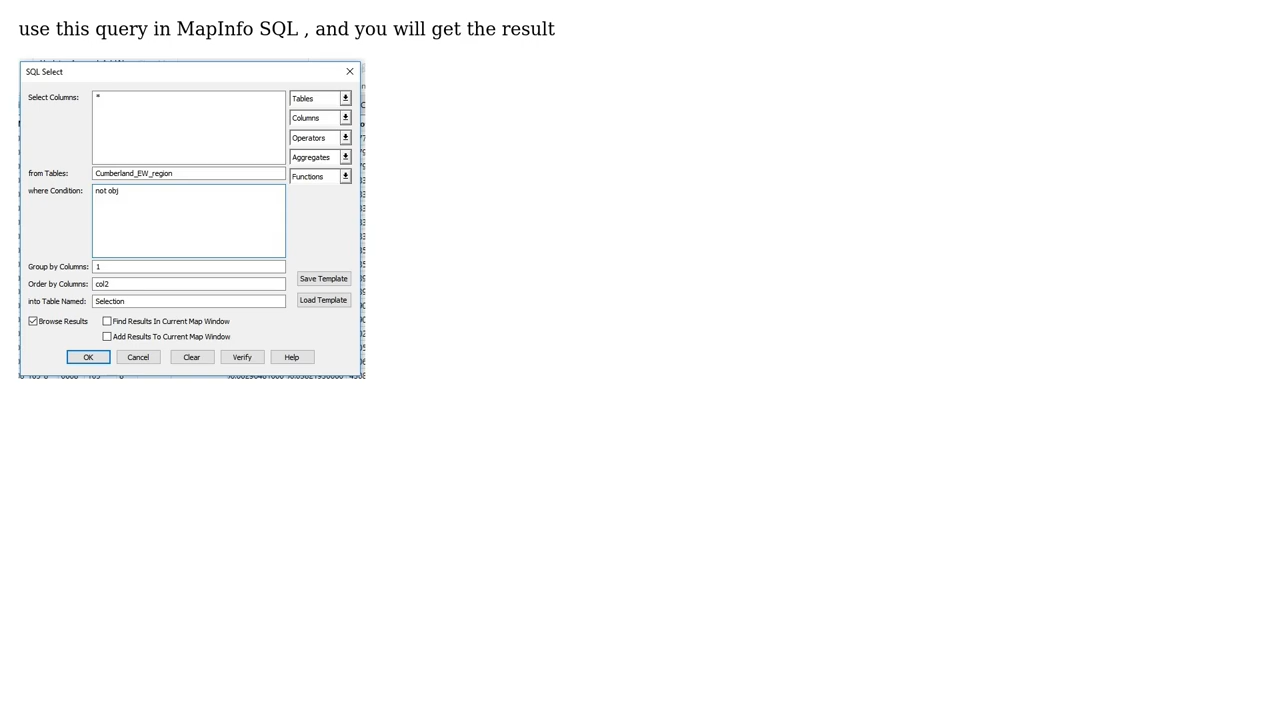 use this query in MapInfo SQL , and you will get the result
SQL Select
Select Columns: *
Tables
Columns
Operators
Aggregates
Functions
from Tables: Cumberland_EW_region
where Condition: not obj
Group by Columns: 1
Order by Columns: col2
into Table Named: Selection
Save Template
Load Template
Browse Results Find Results In Current Map Window
Add Results To Current Map Window
OK Cancel Clear Verify Help